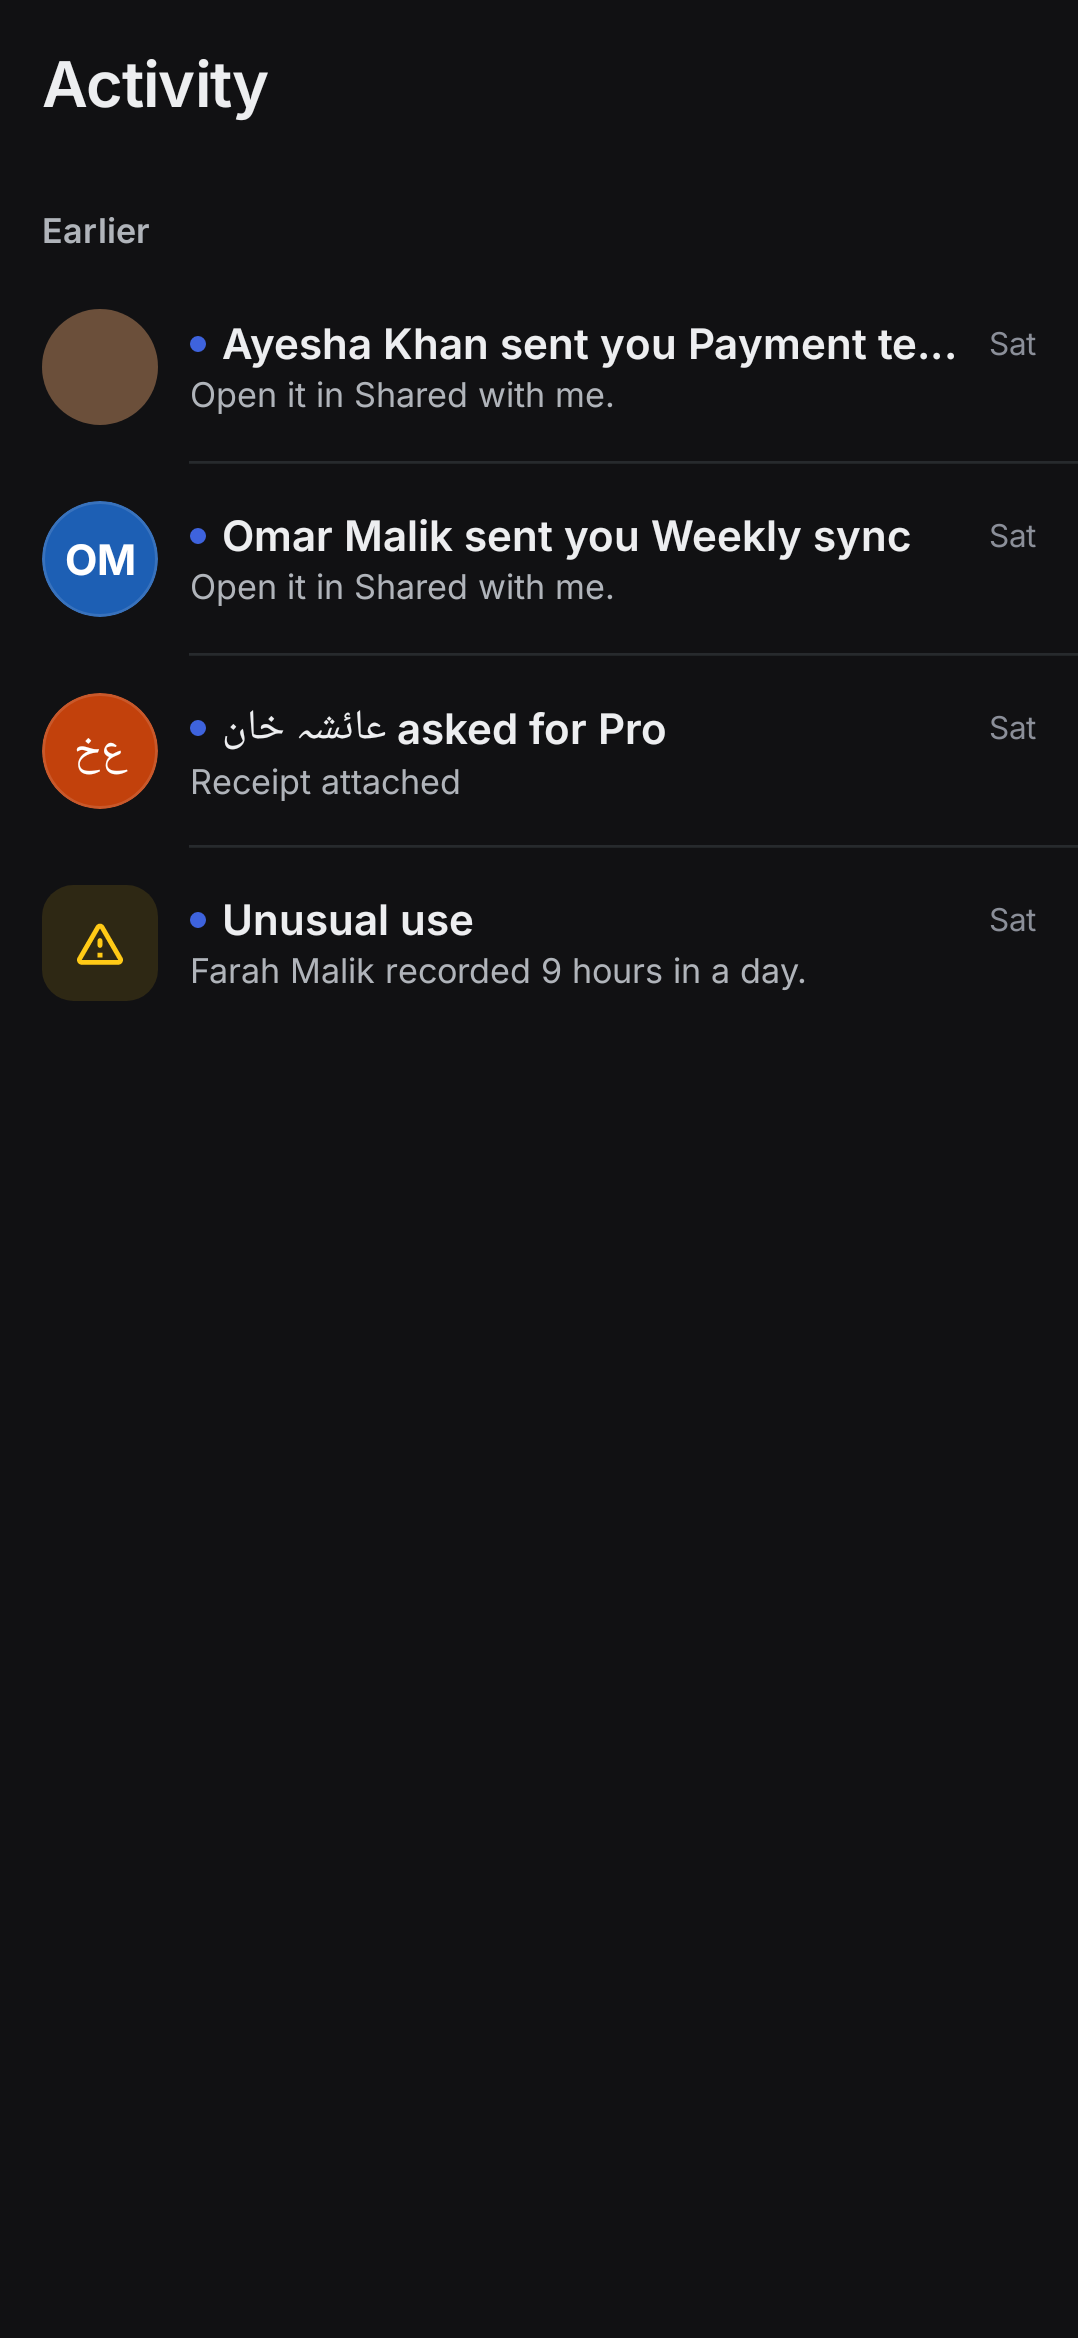 Activity
Earlier
Ayesha Khan sent you Payment te... Sat
Open it in Shared with me.
OM
Omar Malik sent you Weekly sync Sat
Open it in Shared with me.
ع‌خ
عائشہ خان asked for Pro Sat
Receipt attached
Unusual use Sat
Farah Malik recorded 9 hours in a day.